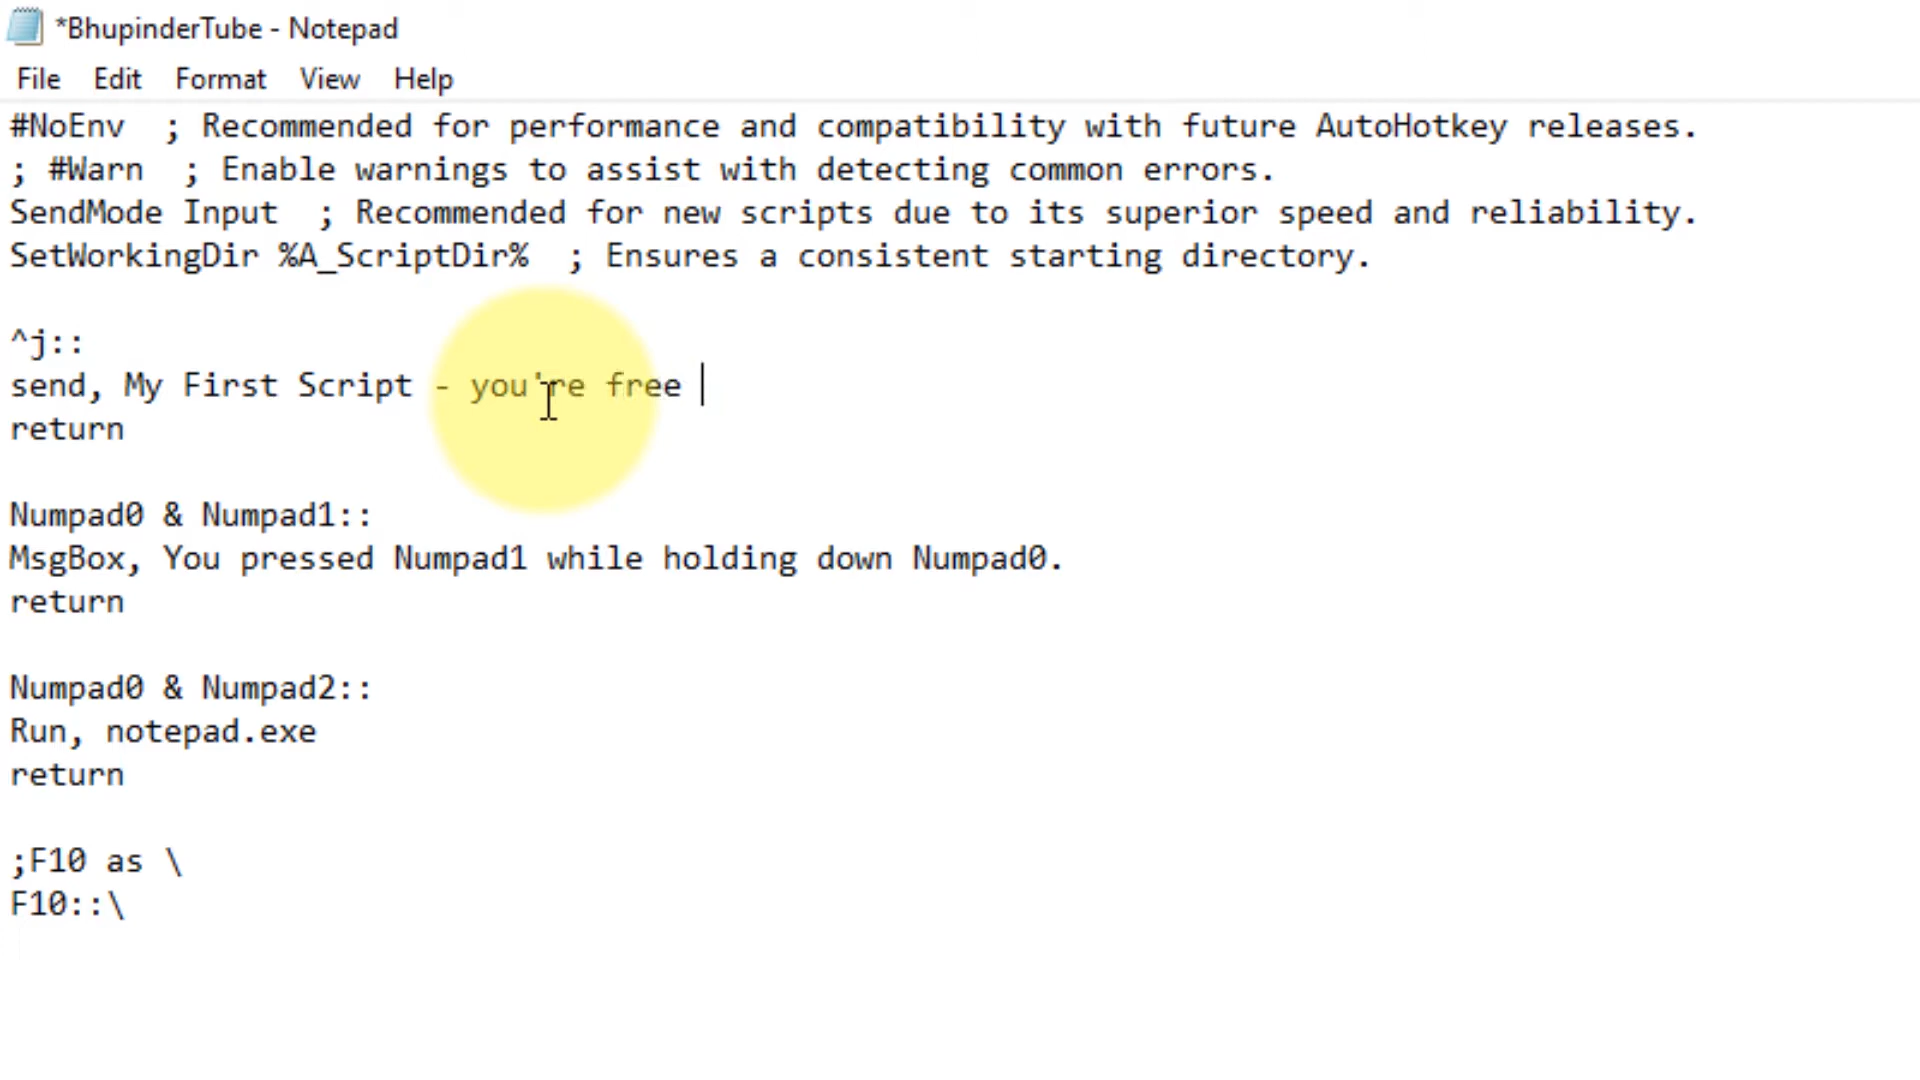 *BhupinderTube - Notepad
File Edit Format View Help
#NoEnv  ; Recommended for performance and compatibility with future AutoHotkey releases.
; #Warn  ; Enable warnings to assist with detecting common errors.
SendMode Input  ; Recommended for new scripts due to its superior speed and reliability.
SetWorkingDir %A_ScriptDir%  ; Ensures a consistent starting directory.
^j::
send, My First Script - you're free
return
Numpad0 & Numpad1::
MsgBox, You pressed Numpad1 while holding down Numpad0.
return
Numpad0 & Numpad2::
Run, notepad.exe
return
;F10 as \
F10::\